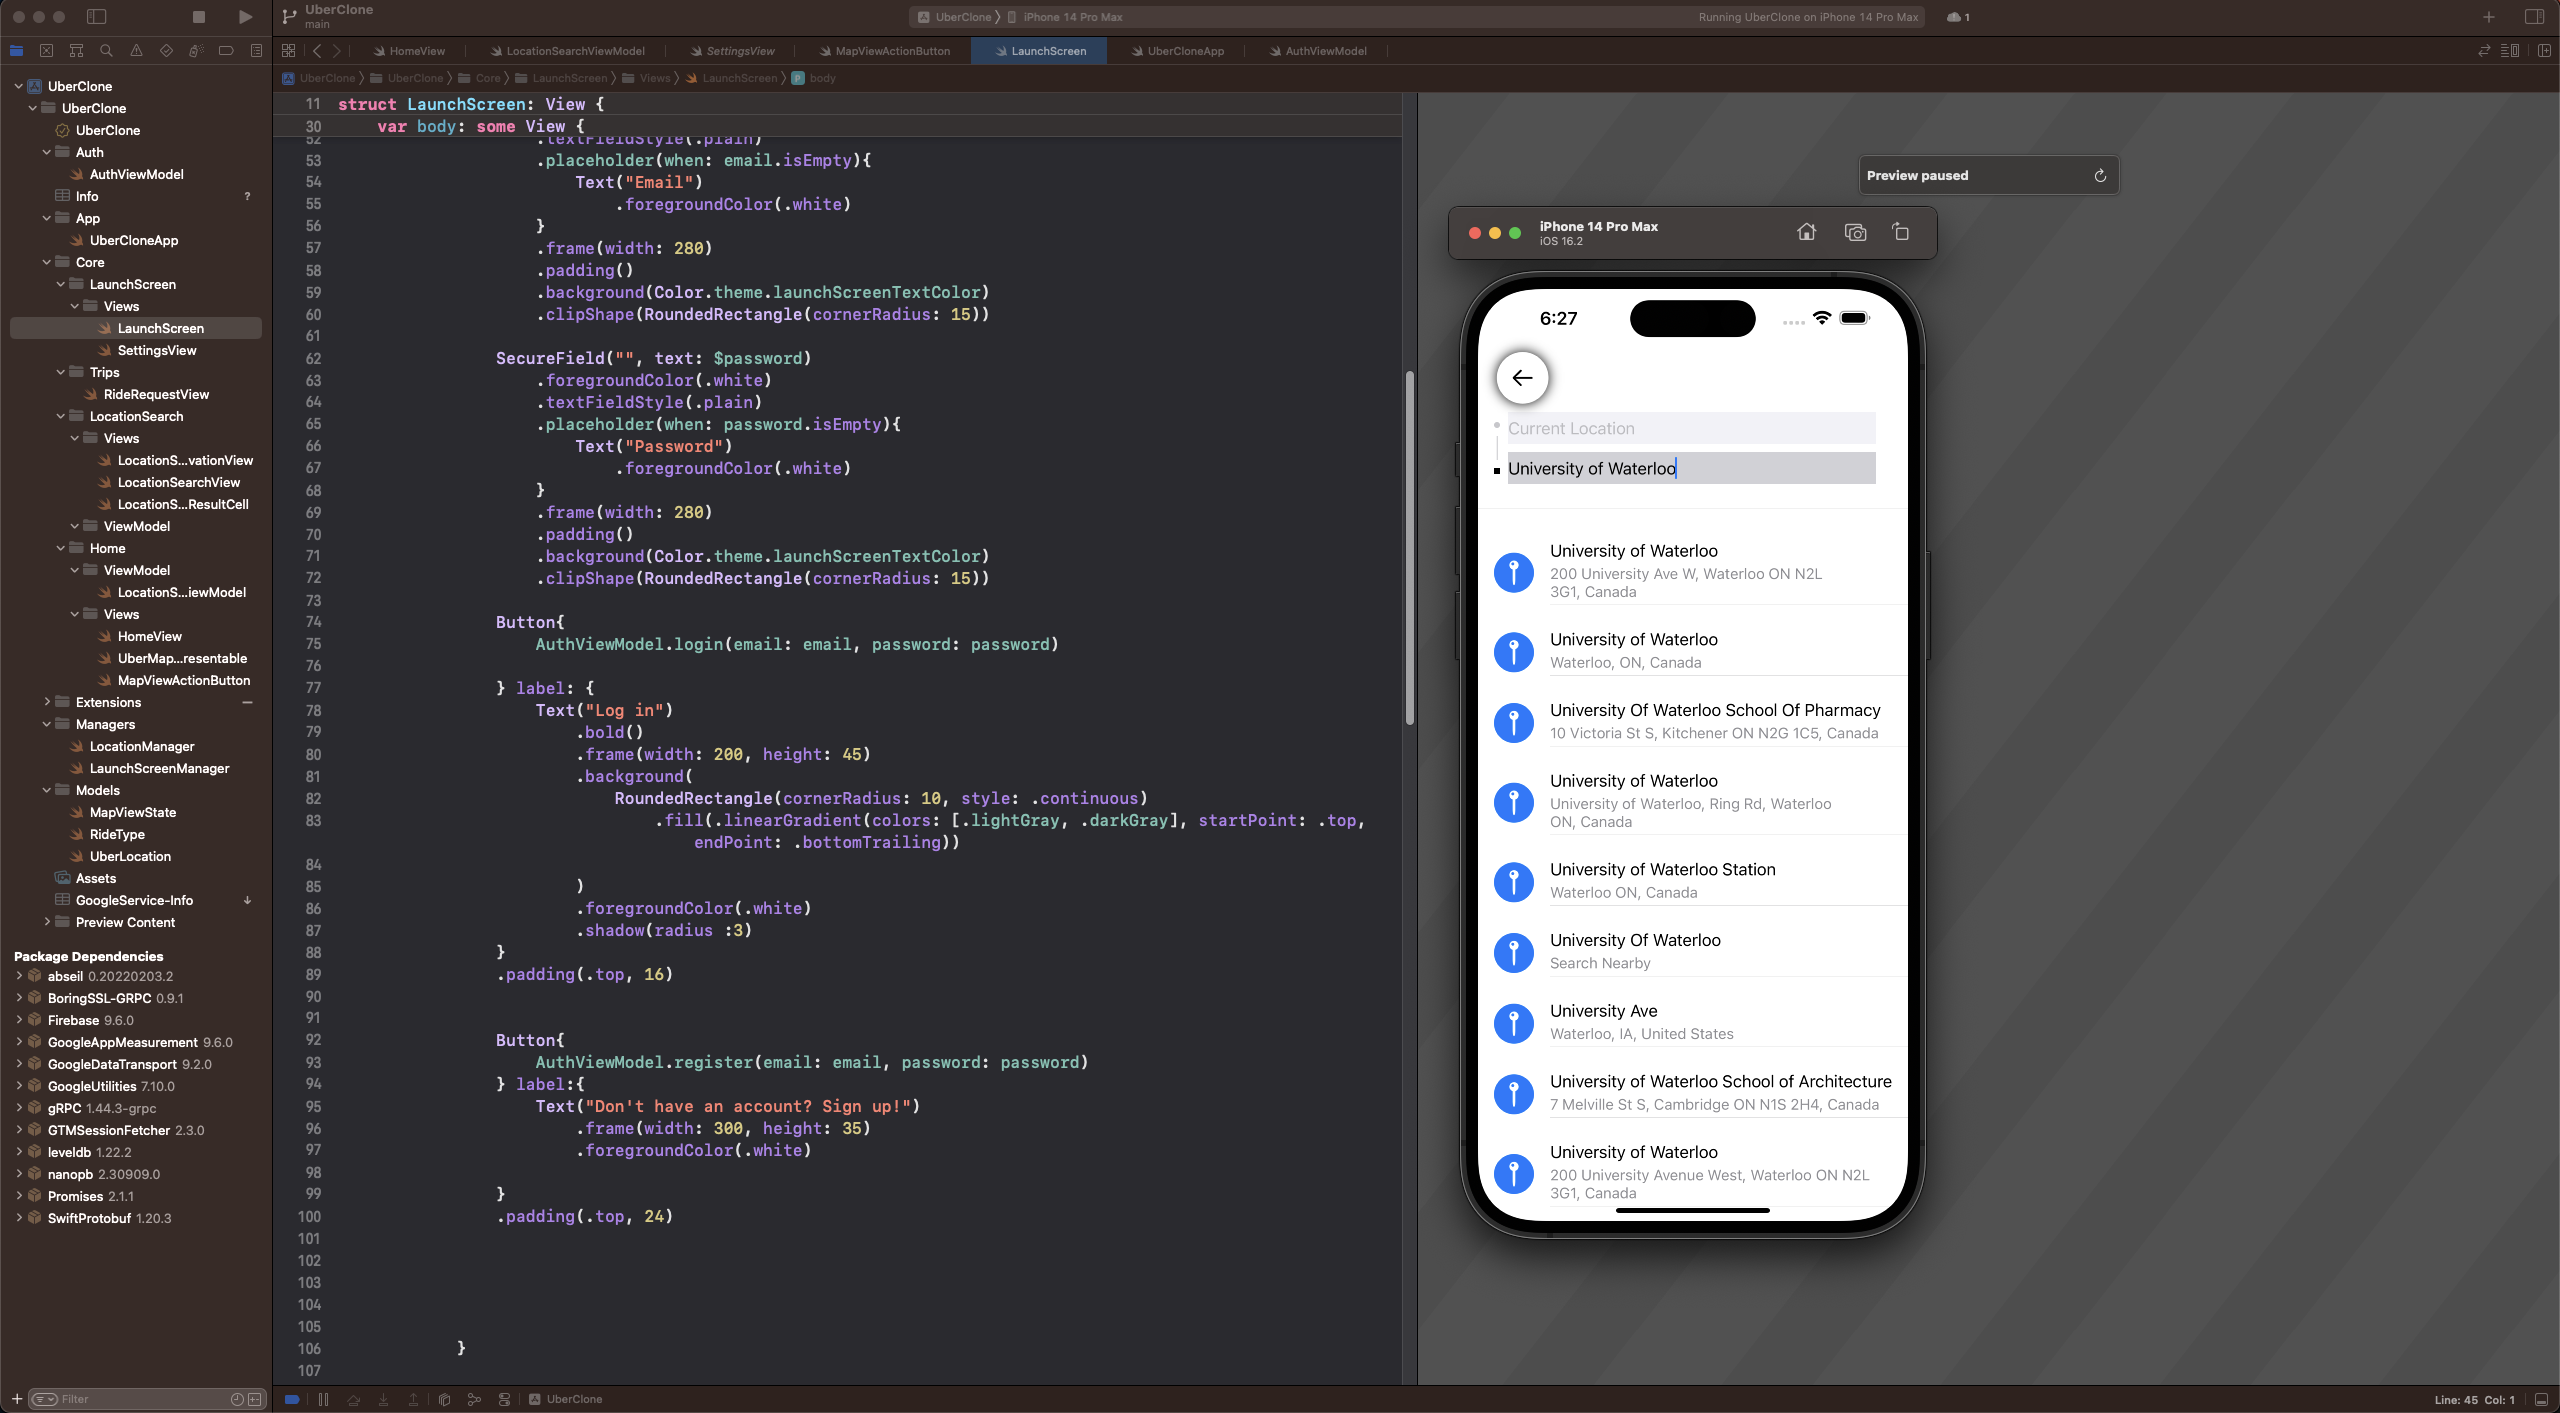 UberClone
main
UberClone
iPhone 14 Pro Max
Running UberClone on iPhone 14 Pro Max
1
HomeView
LocationSearchViewModel
SettingsView
MapViewActionButton
LaunchScreen
UberCloneApp
AuthViewModel
UberClone
UberClone
Core
LaunchScreen
Views
LaunchScreen
body
UberClone
UberClone
UberClone
Auth
AuthViewModel
Info ?
App
UberCloneApp
Core
LaunchScreen
Views
LaunchScreen
SettingsView
Trips
RideRequestView
LocationSearch
Views
LocationS...vationView
LocationSearchView
LocationS...ResultCell
ViewModel
Home
ViewModel
LocationS...iewModel
Views
HomeView
UberMap...resentable
MapViewActionButton
Extensions
Managers
LocationManager
LaunchScreenManager
Models
MapViewState
RideType
UberLocation
Assets
GoogleService-Info
Preview Content
Package Dependencies
abseil 0.20220203.2
BoringSSL-GRPC 0.9.1
Firebase 9.6.0
GoogleAppMeasurement 9.6.0
GoogleDataTransport 9.2.0
GoogleUtilities 7.10.0
gRPC 1.44.3-grpc
GTMSessionFetcher 2.3.0
leveldb 1.22.2
nanopb 2.30909.0
Promises 2.1.1
SwiftProtobuf 1.20.3
Filter
11 struct LaunchScreen: View {
30 var body: some View {
52 .textFieldStyle(.plain)
53 .placeholder(when: email.isEmpty){
54 Text("Email")
55 .foregroundColor(.white)
56 }
57 .frame(width: 280)
58 .padding()
59 .background(Color.theme.launchScreenTextColor)
60 .clipShape(RoundedRectangle(cornerRadius: 15))
61
62 SecureField("", text: $password)
63 .foregroundColor(.white)
64 .textFieldStyle(.plain)
65 .placeholder(when: password.isEmpty){
66 Text("Password")
67 .foregroundColor(.white)
68 }
69 .frame(width: 280)
70 .padding()
71 .background(Color.theme.launchScreenTextColor)
72 .clipShape(RoundedRectangle(cornerRadius: 15))
73
74 Button{
75 AuthViewModel.login(email: email, password: password)
76
77 } label: {
78 Text("Log in")
79 .bold()
80 .frame(width: 200, height: 45)
81 .background(
82 RoundedRectangle(cornerRadius: 10, style: .continuous)
83 .fill(.linearGradient(colors: [.lightGray, .darkGray], startPoint: .top,
endPoint: .bottomTrailing))
84
85 )
86 .foregroundColor(.white)
87 .shadow(radius :3)
88 }
89 .padding(.top, 16)
90
91
92 Button{
93 AuthViewModel.register(email: email, password: password)
94 } label:{
95 Text("Don't have an account? Sign up!")
96 .frame(width: 300, height: 35)
97 .foregroundColor(.white)
98
99 }
100 .padding(.top, 24)
101
102
103
104
105
106 }
107
UberClone
Line: 45 Col: 1
Preview paused
iPhone 14 Pro Max
iOS 16.2
6:27
Current Location
University of Waterloo
University of Waterloo
200 University Ave W, Waterloo ON N2L
3G1, Canada
University of Waterloo
Waterloo, ON, Canada
University Of Waterloo School Of Pharmacy
10 Victoria St S, Kitchener ON N2G 1C5, Canada
University of Waterloo
University of Waterloo, Ring Rd, Waterloo
ON, Canada
University of Waterloo Station
Waterloo ON, Canada
University Of Waterloo
Search Nearby
University Ave
Waterloo, IA, United States
University of Waterloo School of Architecture
7 Melville St S, Cambridge ON N1S 2H4, Canada
University of Waterloo
200 University Avenue West, Waterloo ON N2L
3G1, Canada